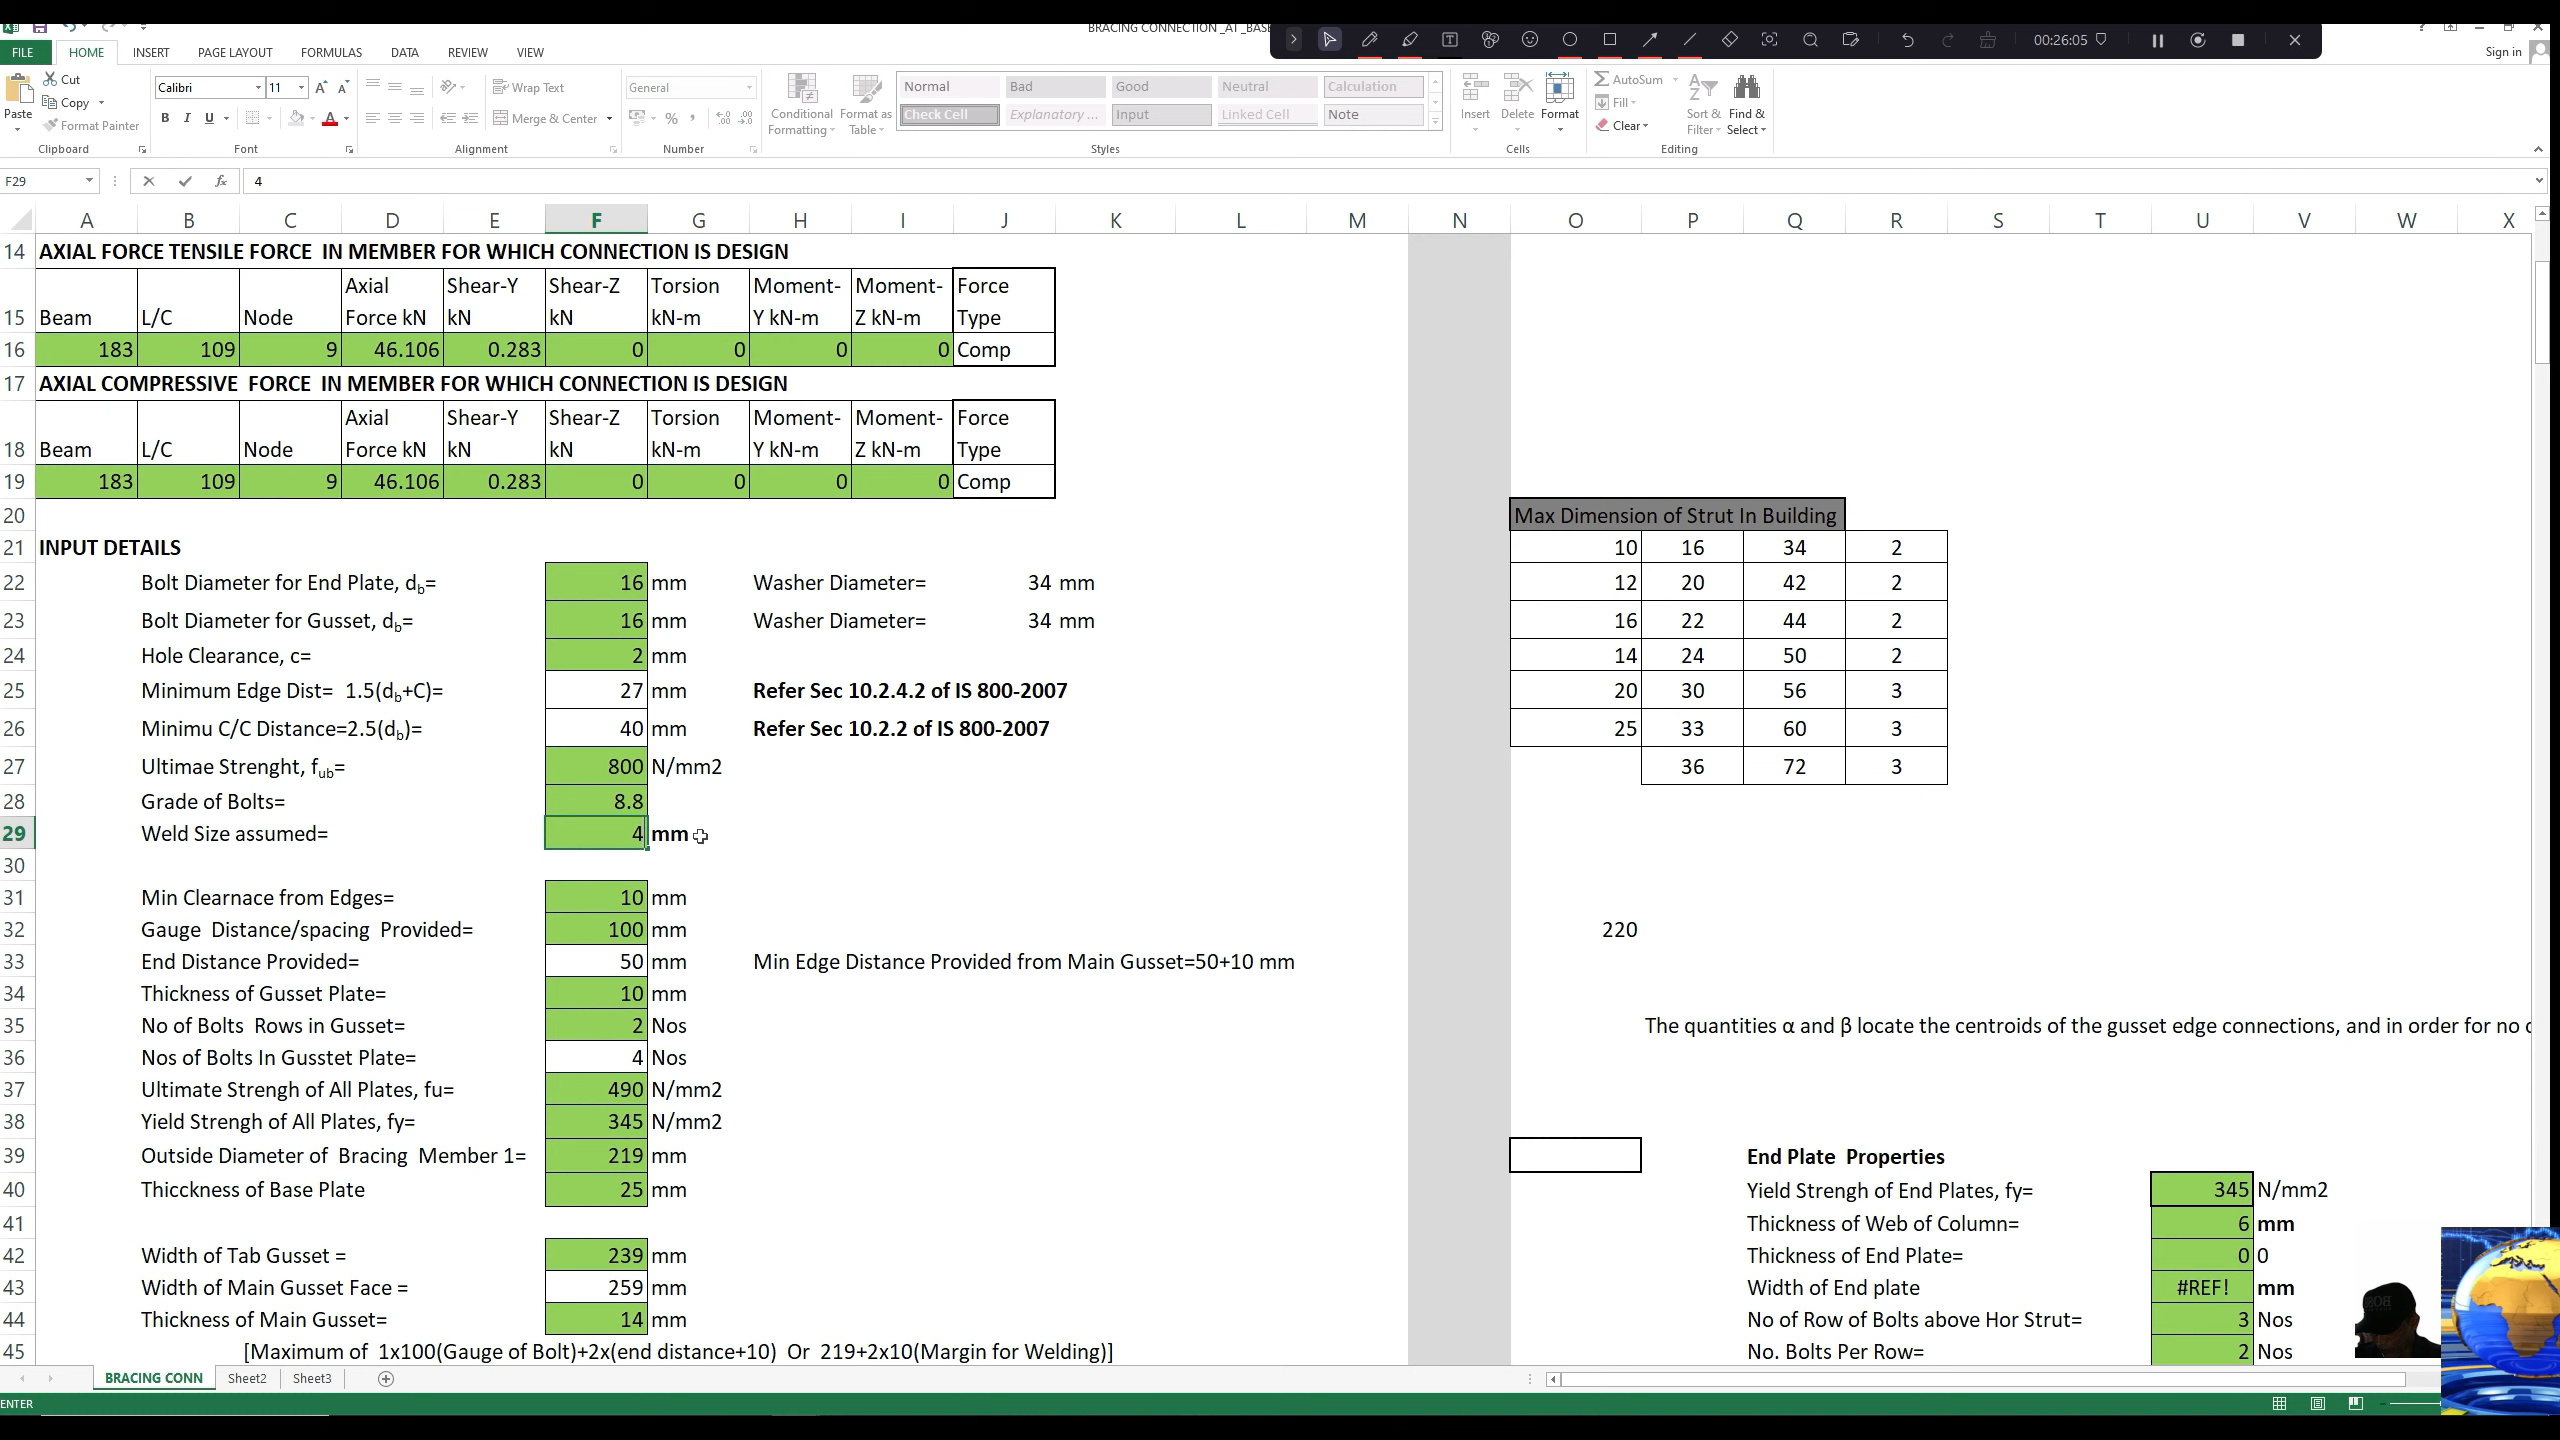 BRACING CONNECTION _AT _BASE
00:26:05
FILE HOME INSERT PAGE LAYOUT FORMULAS DATA REVIEW VIEW
Sign in
Paste
Cut
Copy
Format Painter
Calibri 11
B I U A
Wrap Text
Merge & Center
General
% ,
Conditional Formatting
Format as Table
Normal Bad Good Neutral Calculation
Check Cell Explanatory ... Input Linked Cell Note
Insert Delete Format
AutoSum
Fill
Clear
Sort & Filter
Find & Select
Clipboard Font Alignment Number Styles Cells Editing
F29 fx 4
A B C D E F G H I J K L M N O P Q R S T U V W X
14 AXIAL FORCE TENSILE FORCE IN MEMBER FOR WHICH CONNECTION IS DESIGN
15 Beam L/C Node Axial Force kN Shear-Y kN Shear-Z kN Torsion kN-m Moment-Y kN-m Moment-Z kN-m Force Type
16 183 109 9 46.106 0.283 0 0 0 0 Comp
17 AXIAL COMPRESSIVE FORCE IN MEMBER FOR WHICH CONNECTION IS DESIGN
18 Beam L/C Node Axial Force kN Shear-Y kN Shear-Z kN Torsion kN-m Moment-Y kN-m Moment-Z kN-m Force Type
19 183 109 9 46.106 0.283 0 0 0 0 Comp
20 Max Dimension of Strut In Building
21 INPUT DETAILS 10 16 34 2
22 Bolt Diameter for End Plate, db= 16 mm Washer Diameter= 34 mm 12 20 42 2
23 Bolt Diameter for Gusset, db= 16 mm Washer Diameter= 34 mm 16 22 44 2
24 Hole Clearance, c= 2 mm 14 24 50 2
25 Minimum Edge Dist= 1.5(db+C)= 27 mm Refer Sec 10.2.4.2 of IS 800-2007 20 30 56 3
26 Minimu C/C Distance=2.5(db)= 40 mm Refer Sec 10.2.2 of IS 800-2007 25 33 60 3
27 Ultimae Strenght, fub= 800 N/mm2 36 72 3
28 Grade of Bolts= 8.8
29 Weld Size assumed= 4 mm
30
31 Min Clearnace from Edges= 10 mm
32 Gauge Distance/spacing Provided= 100 mm 220
33 End Distance Provided= 50 mm Min Edge Distance Provided from Main Gusset=50+10 mm
34 Thickness of Gusset Plate= 10 mm
35 No of Bolts Rows in Gusset= 2 Nos The quantities α and β locate the centroids of the gusset edge connections, and in order for no
36 Nos of Bolts In Gusstet Plate= 4 Nos
37 Ultimate Strengh of All Plates, fu= 490 N/mm2
38 Yield Strengh of All Plates, fy= 345 N/mm2
39 Outside Diameter of Bracing Member 1= 219 mm End Plate Properties
40 Thicckness of Base Plate 25 mm Yield Strengh of End Plates, fy= 345 N/mm2
41 Thickness of Web of Column= 6 mm
42 Width of Tab Gusset = 239 mm Thickness of End Plate= 0 0
43 Width of Main Gusset Face = 259 mm Width of End plate #REF! mm
44 Thickness of Main Gusset= 14 mm No of Row of Bolts above Hor Strut= 3 Nos
45 [Maximum of 1x100(Gauge of Bolt)+2x(end distance+10) Or 219+2x10(Margin for Welding)] No. Bolts Per Row= 2 Nos
BRACING CONN Sheet2 Sheet3
ENTER